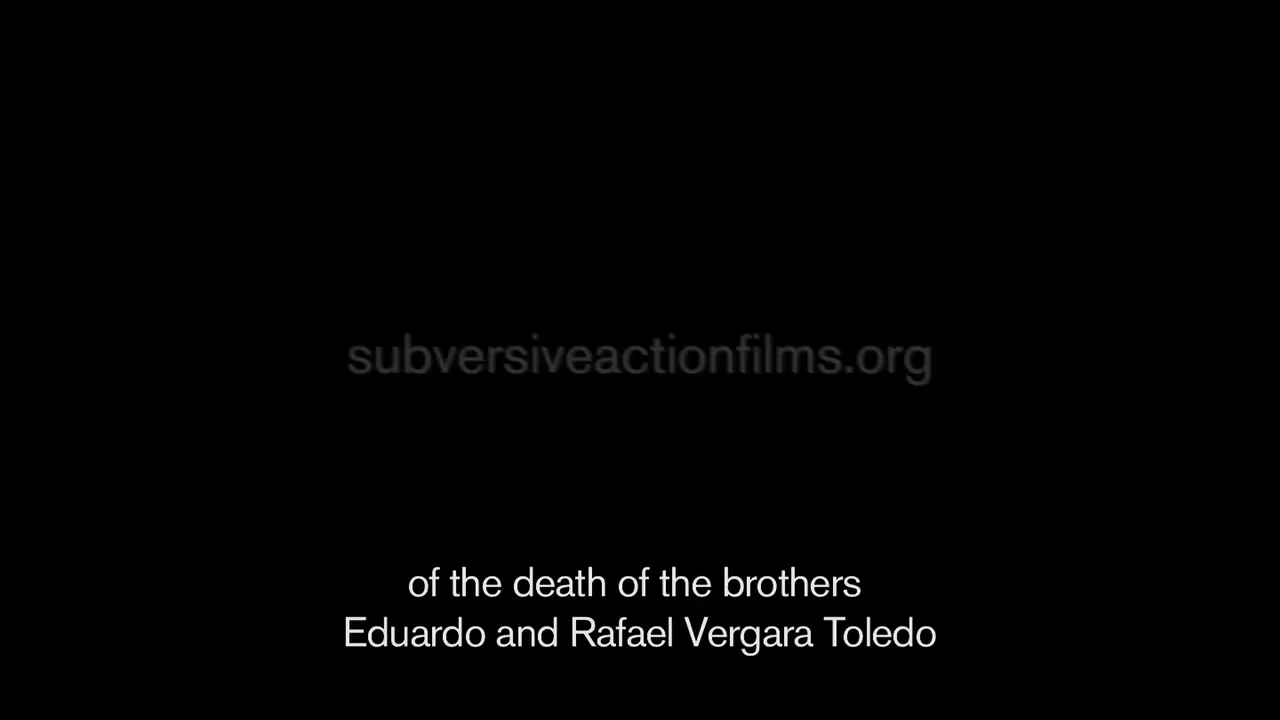 subversiveactionfilms.org
of the death of the brothers
Eduardo and Rafael Vergara Toledo